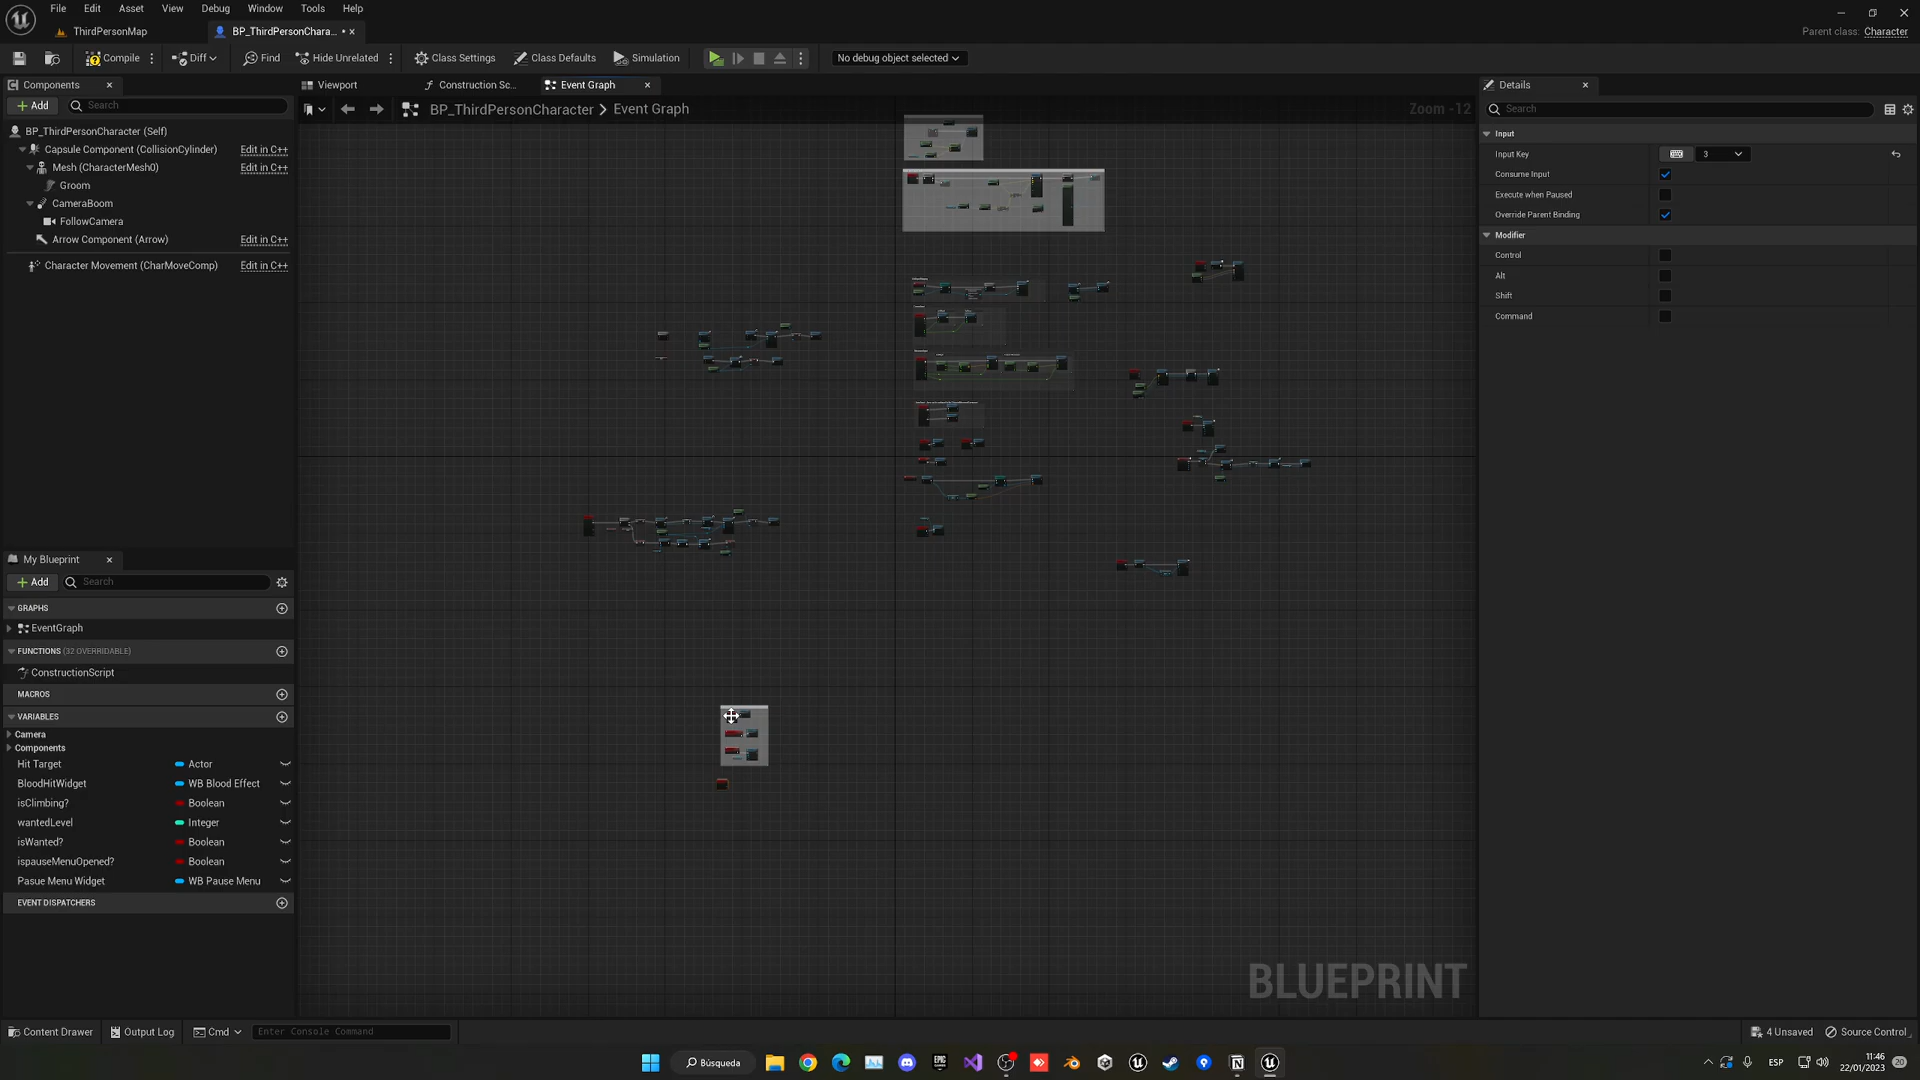 File Edit Asset View Debug Window Tools Help
ThirdPersonMap
BP_ThirdPersonChara… •
Parent class: Character
Compile Diff Find Hide Unrelated Class Settings Class Defaults Simulation No debug object selected
Components
Viewport Construction Sc… Event Graph
Details
Add Search
BP_ThirdPersonCharacter > Event Graph Zoom -12
Search
BP_ThirdPersonCharacter (Self)
Capsule Component (CollisionCylinder) Edit in C++
Mesh (CharacterMesh0) Edit in C++
Groom
CameraBoom
FollowCamera
Arrow Component (Arrow) Edit in C++
Character Movement (CharMoveComp) Edit in C++
Input
Input Key 3
Consume Input
Execute when Paused
Override Parent Binding
Modifier
Control
Alt
Shift
Command
My Blueprint
Add Search
GRAPHS
EventGraph
FUNCTIONS (32 OVERRIDABLE)
ConstructionScript
MACROS
VARIABLES
Camera
Components
Hit Target Actor
BloodHitWidget WB Blood Effect
isClimbing? Boolean
wantedLevel Integer
isWanted? Boolean
ispauseMenuOpened? Boolean
Pasue Menu Widget WB Pause Menu
EVENT DISPATCHERS
BLUEPRINT
Content Drawer Output Log Cmd Enter Console Command 4 Unsaved Source Control
Búsqueda
EPIC GAMES
ESP
11:46
22/01/2023
20